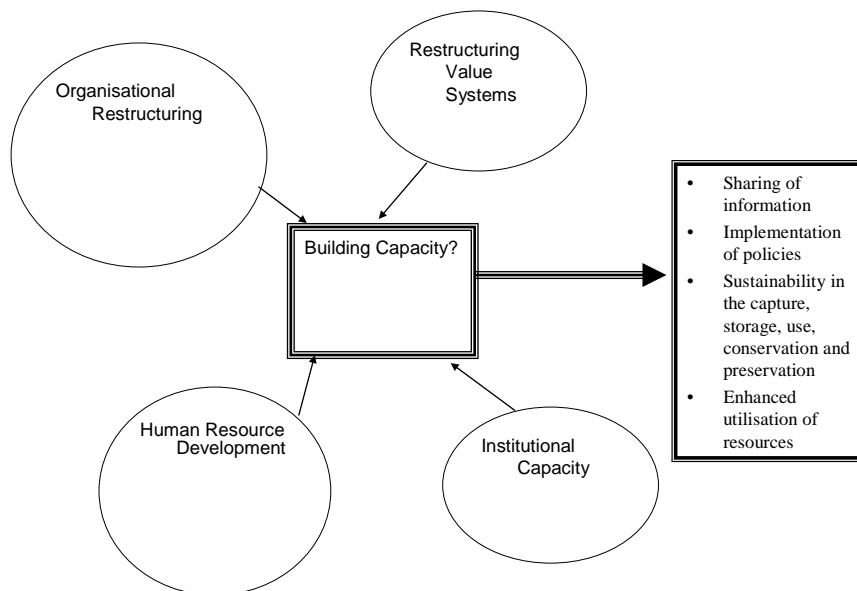 Organisational
Restructuring
Restructuring
Value
Systems
Building Capacity?
Human Resource
Development
Institutional
Capacity
• Sharing of
information
• Implementation
of policies
• Sustainability in
the capture,
storage, use,
conservation and
preservation
• Enhanced
utilisation of
resources